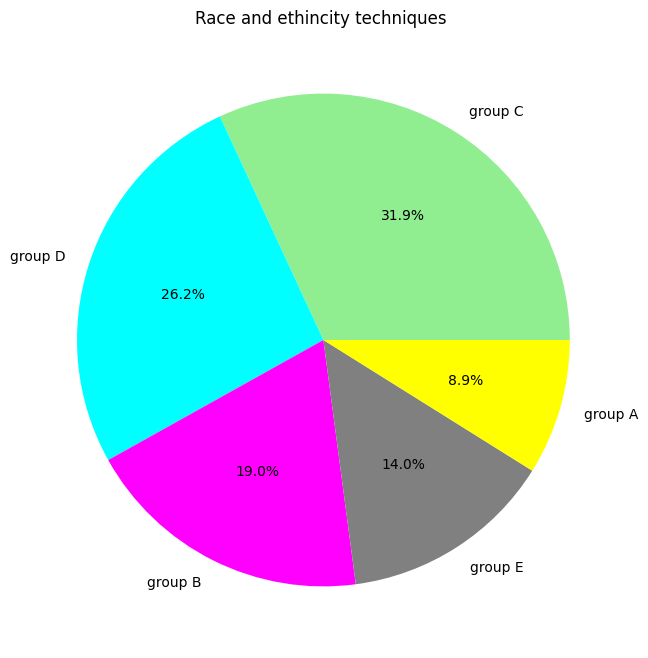 Race and ethincity techniques
group C
31.9%
group D
26.2%
8.9%
group A
19.0%
14.0%
group E
group B